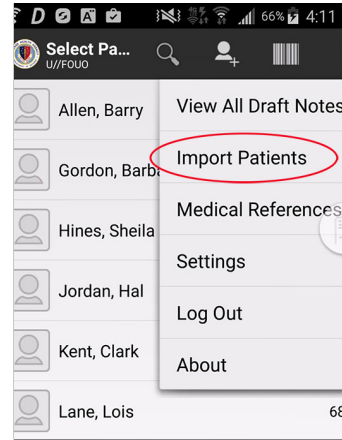 D 66% 4:11
Select Pa...
U//FOUO
Allen, Barry
View All Draft Notes
Gordon, Barba
Import Patients
Hines, Sheila
Medical References
Jordan, Hal
Settings
Log Out
Kent, Clark
About
Lane, Lois 68